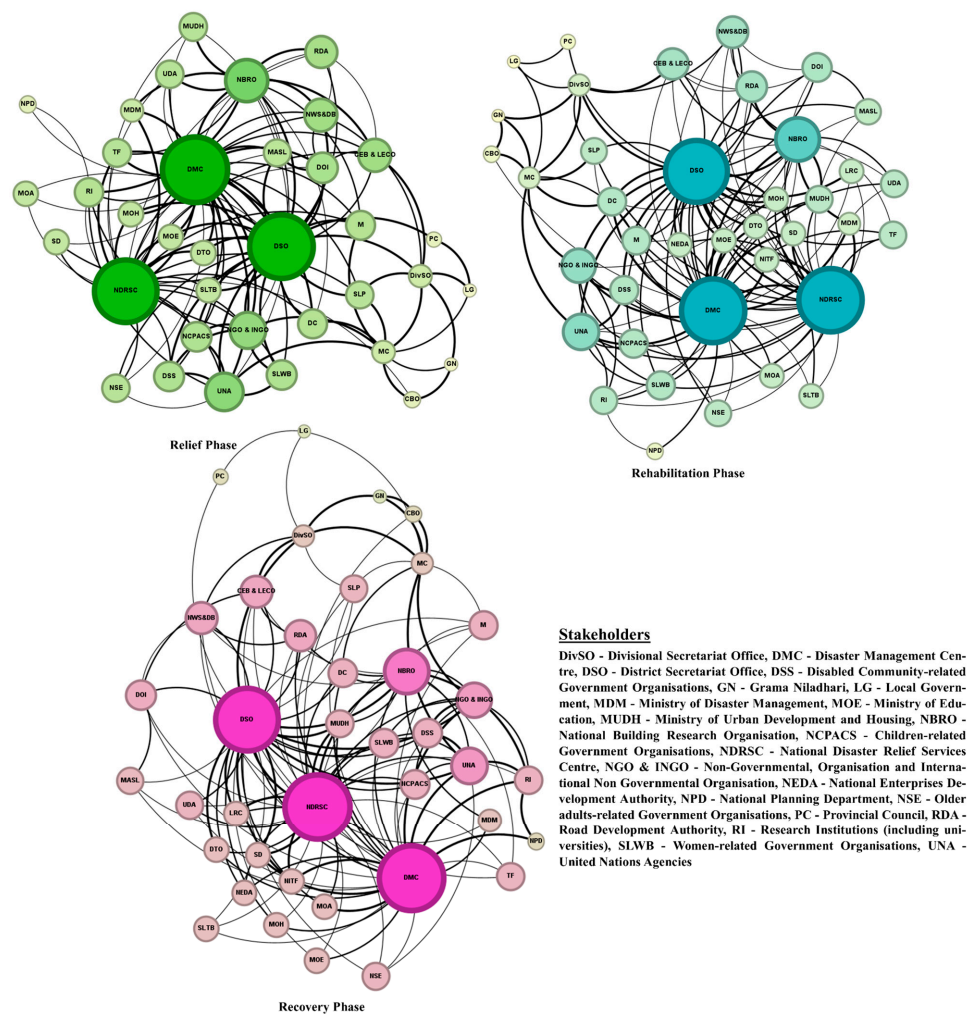 MUDH
RDA
NBRO
UDA
NPD
MDM
NWS&DB
TF
MASL
CEB & LECO
DMC
DOI
MOA
RI
MOH
M
SD
MOE
DSO
PC
DTO
DivSO
NDRSC
SLTB
SLP
LG
NCPACS
NGO & INGO
DC
MC
GN
NSE
DSS
SLWB
UNA
CBO
Relief Phase
NWS&DB
PC
LG
CEB & LECO
DOI
DivSO
RDA
MASL
GN
NBRO
CBO
SLP
DSO
LRC
MC
UDA
DC
MOH
MUDH
MDM
M
NEDA
MOE
DTO
SD
TF
NITF
NGO & INGO
DSS
DMC
NDRSC
UNA
NCPACS
MOA
SLWB
RI
SLTB
NSE
NPD
Rehabilitation Phase
LG
PC
GN
CBO
DivSO
MC
CEB & LECO
SLP
NWS&DB
RDA
M
DC
NBRO
DOI
NGO & INGO
DSO
MUDH
DSS
SLWB
UNA
MASL
NCPACS
RI
UDA
LRC
NDRSC
MDM
NPD
DTO
SD
DMC
TF
NITF
NEDA
MOA
SLTB
MOH
MOE
NSE
Recovery Phase
Stakeholders
DivSO - Divisional Secretariat Office, DMC - Disaster Management Cen-
tre, DSO - District Secretariat Office, DSS - Disabled Community-related
Government Organisations, GN - Grama Niladhari, LG - Local Govern-
ment, MDM - Ministry of Disaster Management, MOE - Ministry of Edu-
cation, MUDH - Ministry of Urban Development and Housing, NBRO -
National Building Research Organisation, NCPACS - Children-related
Government Organisations, NDRSC - National Disaster Relief Services
Centre, NGO & INGO - Non-Governmental, Organisation and Interna-
tional Non Governmental Organisation, NEDA - National Enterprises De-
velopment Authority, NPD - National Planning Department, NSE - Older
adults-related Government Organisations, PC - Provincial Council, RDA -
Road Development Authority, RI - Research Institutions (including uni-
versities), SLWB - Women-related Government Organisations, UNA -
United Nations Agencies